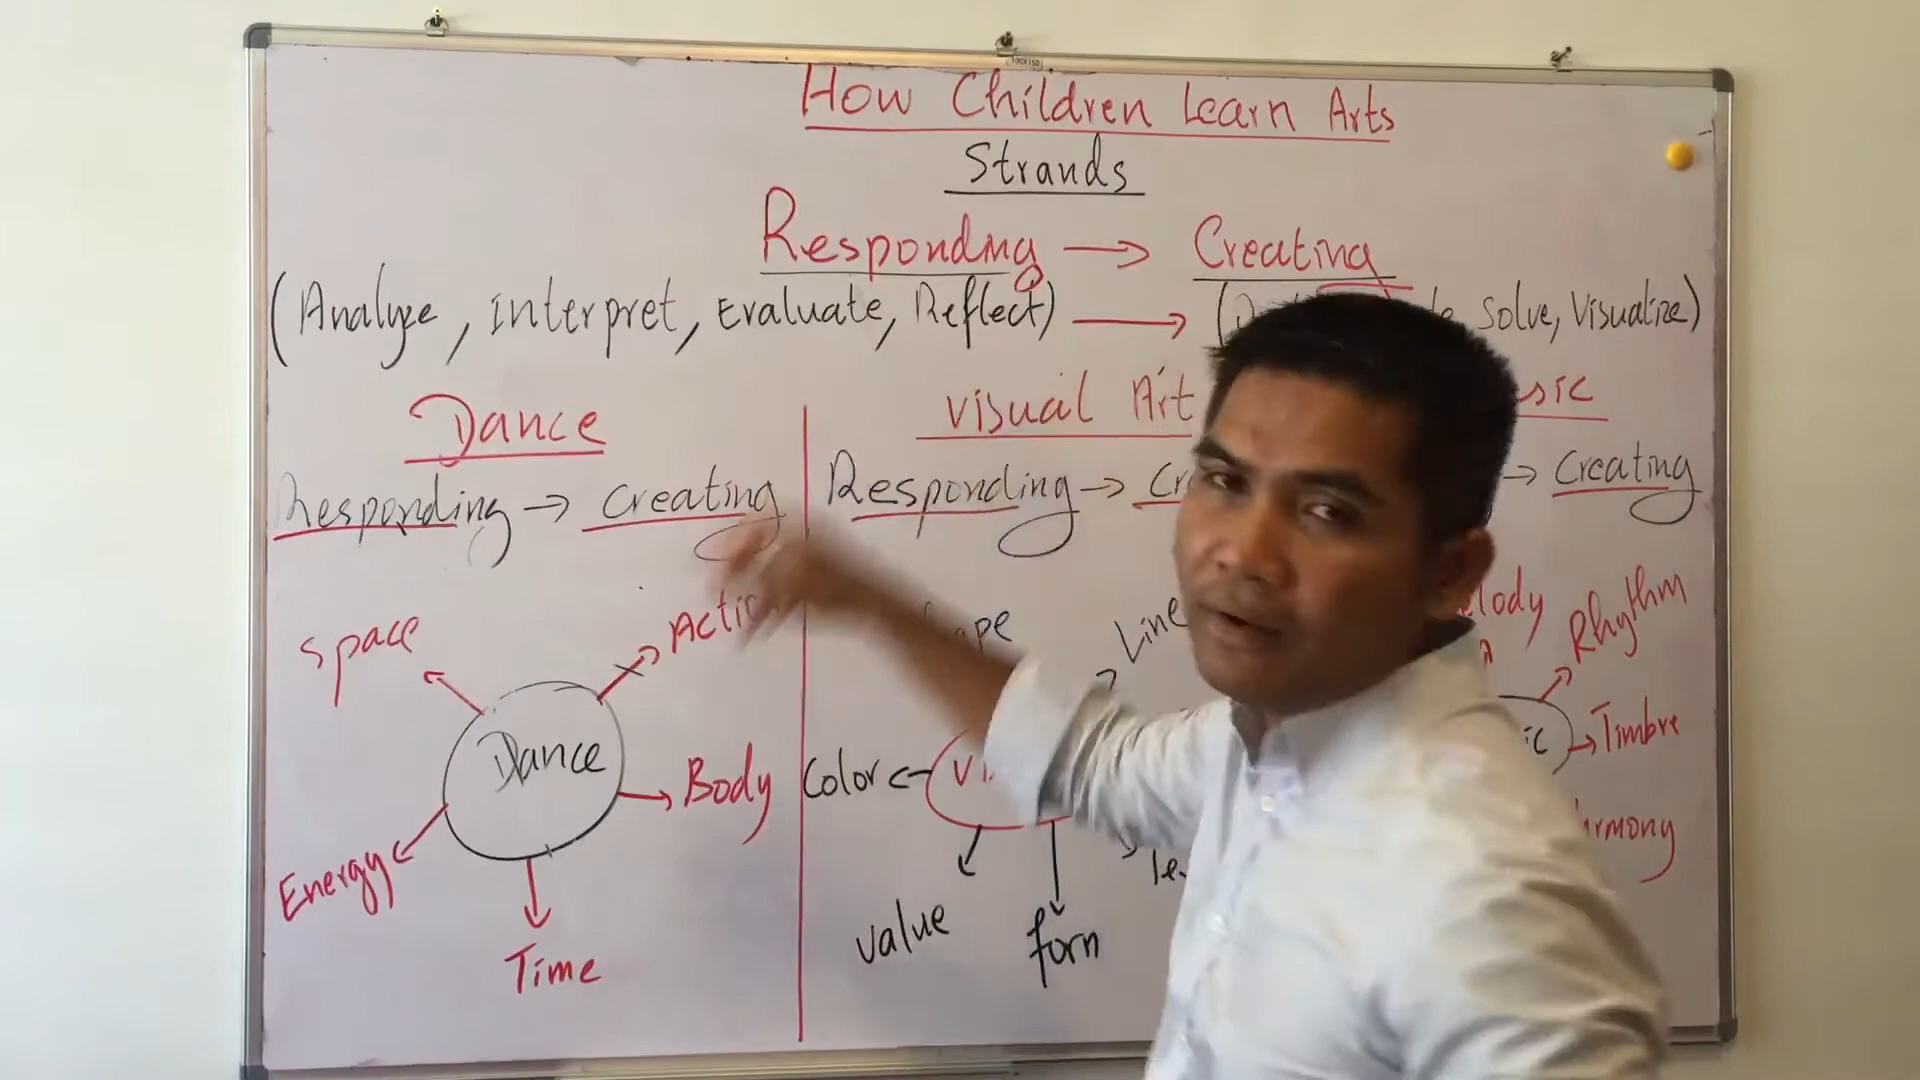 100X150
How Children Learn Arts
Strands
Responding → Creating
(Analyze, interpret, Evaluate, Reflect) → ( Solve, Visualize)
Dance
Responding → Creating
Space
Action
Dance
Body
Energy
Time
Visual Art
Responding →
Line
Color
value
form
→ Creating
Rhythm
Timbre